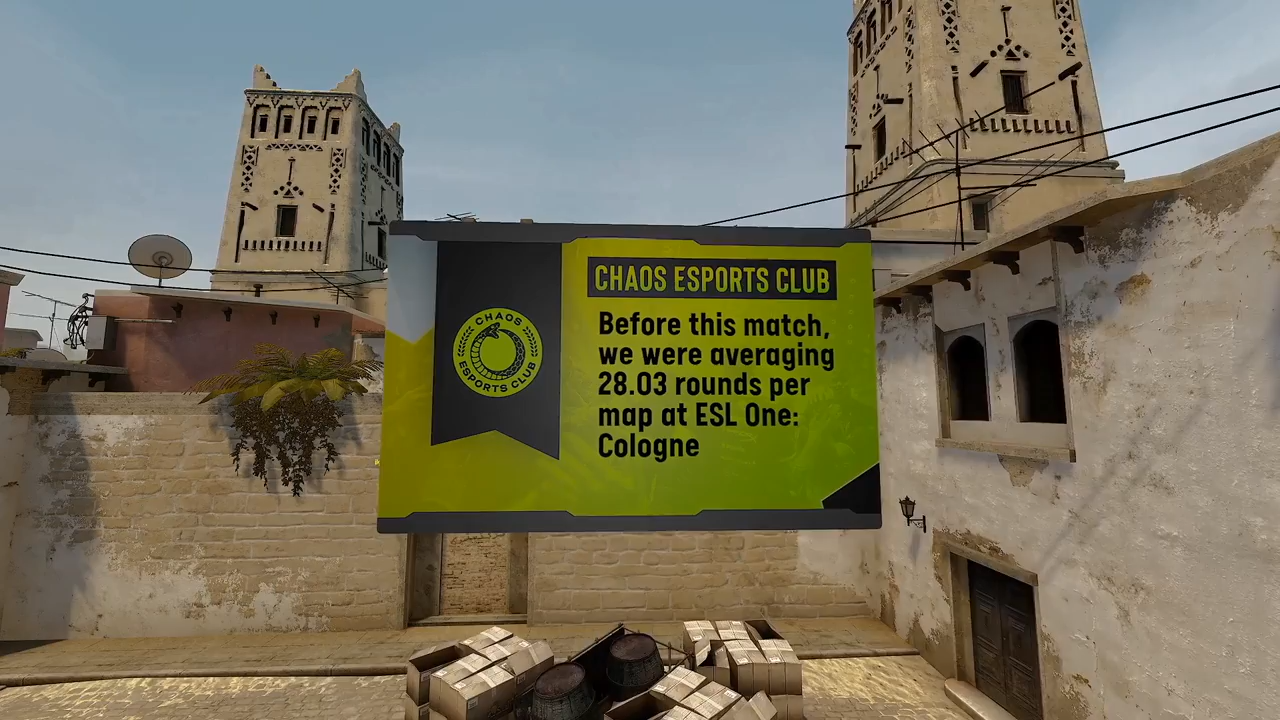 CHAOS ESPORTS CLUB
CHAOS
ESPORTS CLUB
Before this match,
we were averaging
28.03 rounds per
map at ESL One:
Cologne